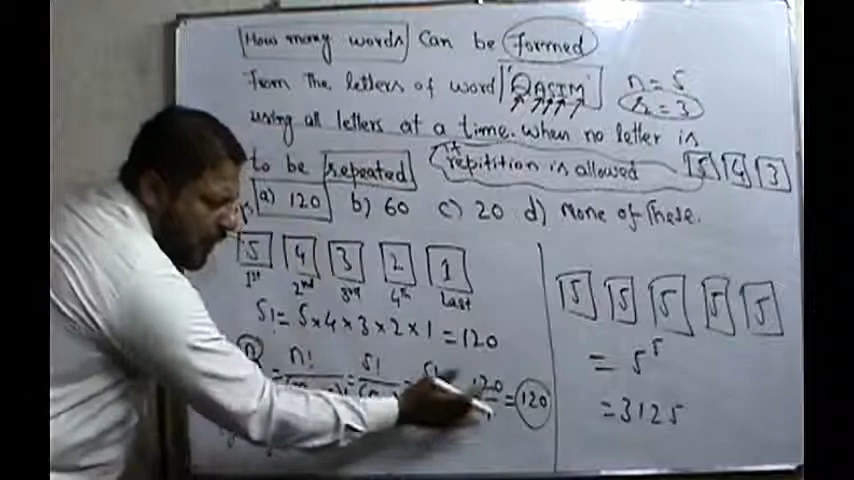 How many words Can be formed
From The letters of word "QASIM" n = 5
r = 3
using all letters at a time. When no letter is
to be repeated (repitition is allowed 5 4 3
a) 120 b) 60 c) 20 d) None of These.
5 4 3 2 1
1st 2nd 3rd 4th Last
5 5 5 5 5
5! = 5 × 4 × 3 × 2 × 1 = 120
= 5⁵
n! = 5! 5! 120 = 120
= 3125